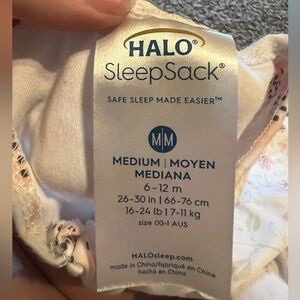 HALO®
SleepSack®
SAFE SLEEP MADE EASIER™
M|M
MEDIUM | MOYEN
MEDIANA
6-12 m
26-30 in | 66-76 cm
16-24 lb | 7-11 kg
size 00-1 AUS
HALOsleep.com
made in China/fabriqué en Chine
hecho en China